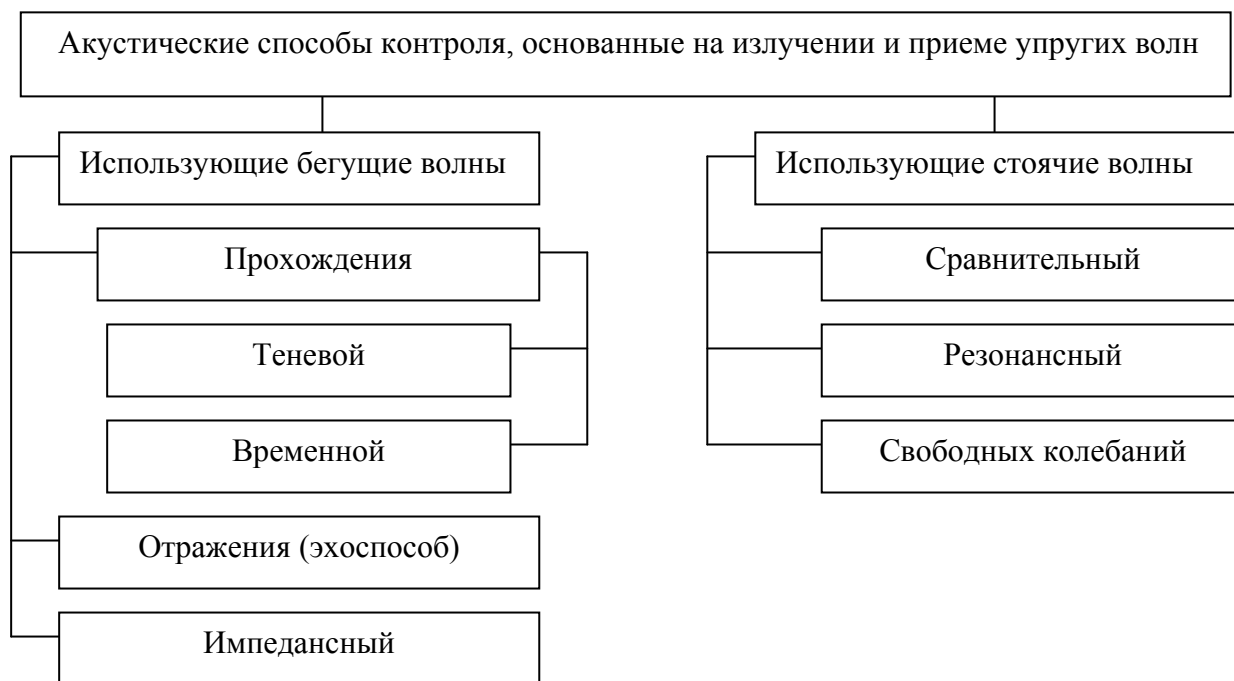 Акустические способы контроля, основанные на излучении и приеме упругих волн
Использующие бегущие волны
Прохождения
Теневой
Временной
Отражения (эхоспособ)
Импедансный
Использующие стоячие волны
Сравнительный
Резонансный
Свободных колебаний